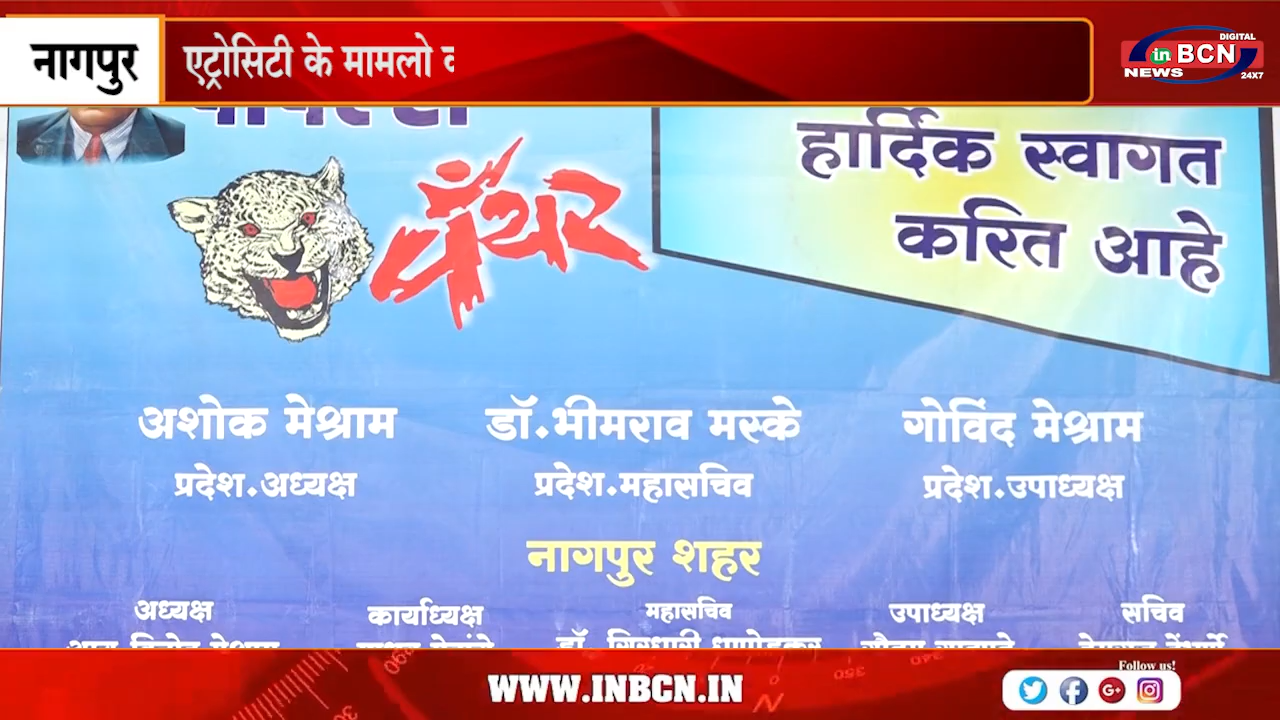 नागपुर
एट्रोसिटी के मामलो
DIGITAL
in BCN
NEWS
24X7
हार्दिक स्वागत
करित आहे
पँथर
अशोक मेश्राम
डॉ.भीमराव मस्के
गोविंद मेश्राम
प्रदेश.अध्यक्ष
प्रदेश.महासचिव
प्रदेश.उपाध्यक्ष
नागपुर शहर
अध्यक्ष
कार्याध्यक्ष
महासचिव
उपाध्यक्ष
सचिव
WWW.INBCN.IN
Follow us!